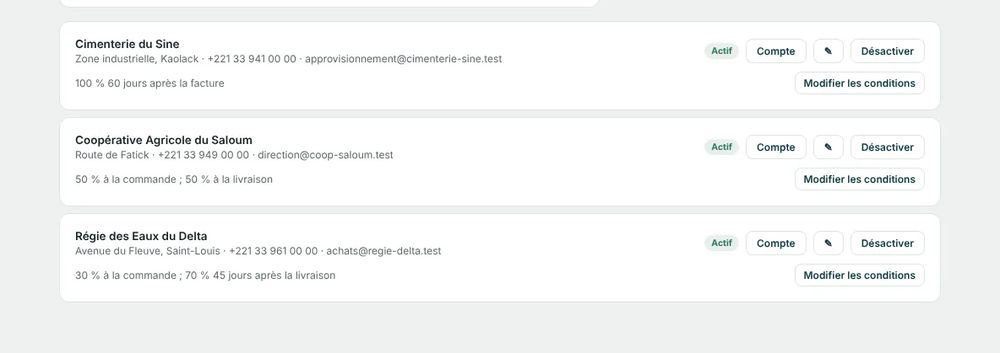 Cimenterie du Sine
Zone industrielle, Kaolack · +221 33 941 00 00 · approvisionnement@cimenterie-sine.test
Actif
Compte
✎
Désactiver
100 % 60 jours après la facture
Modifier les conditions
Coopérative Agricole du Saloum
Route de Fatick · +221 33 949 00 00 · direction@coop-saloum.test
Actif
Compte
✎
Désactiver
50 % à la commande ; 50 % à la livraison
Modifier les conditions
Régie des Eaux du Delta
Avenue du Fleuve, Saint-Louis · +221 33 961 00 00 · achats@regie-delta.test
Actif
Compte
✎
Désactiver
30 % à la commande ; 70 % 45 jours après la livraison
Modifier les conditions